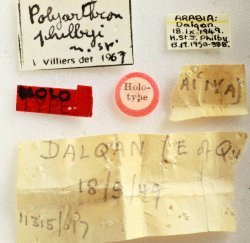 Polyarthron
philbyi
n. sp.
Villiers det 1967
ARABIA:
Dalqan.
18.ix.1949.
H.St.J. Philby
B.M.1950-388.
HOLO
Holo-
type
DALQAN [E of Q
18/9/49